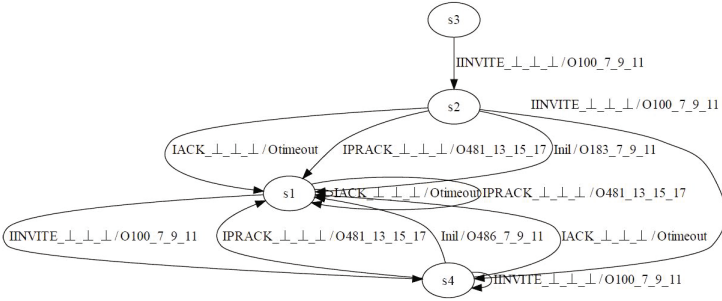 s3
IINVITE_⊥_⊥_⊥ / O100_7_9_11
s2
IINVITE_⊥_⊥_⊥ / O100_7_9_11
IACK_⊥_⊥_⊥ / Otimeout
IPRACK_⊥_⊥_⊥ / O481_13_15_17
Inil / O183_7_9_11
s1
IACK_⊥_⊥_⊥ / Otimeout
IPRACK_⊥_⊥_⊥ / O481_13_15_17
IINVITE_⊥_⊥_⊥ / O100_7_9_11
IPRACK_⊥_⊥_⊥ / O481_13_15_17
Inil / O486_7_9_11
IACK_⊥_⊥_⊥ / Otimeout
s4
IINVITE_⊥_⊥_⊥ / O100_7_9_11